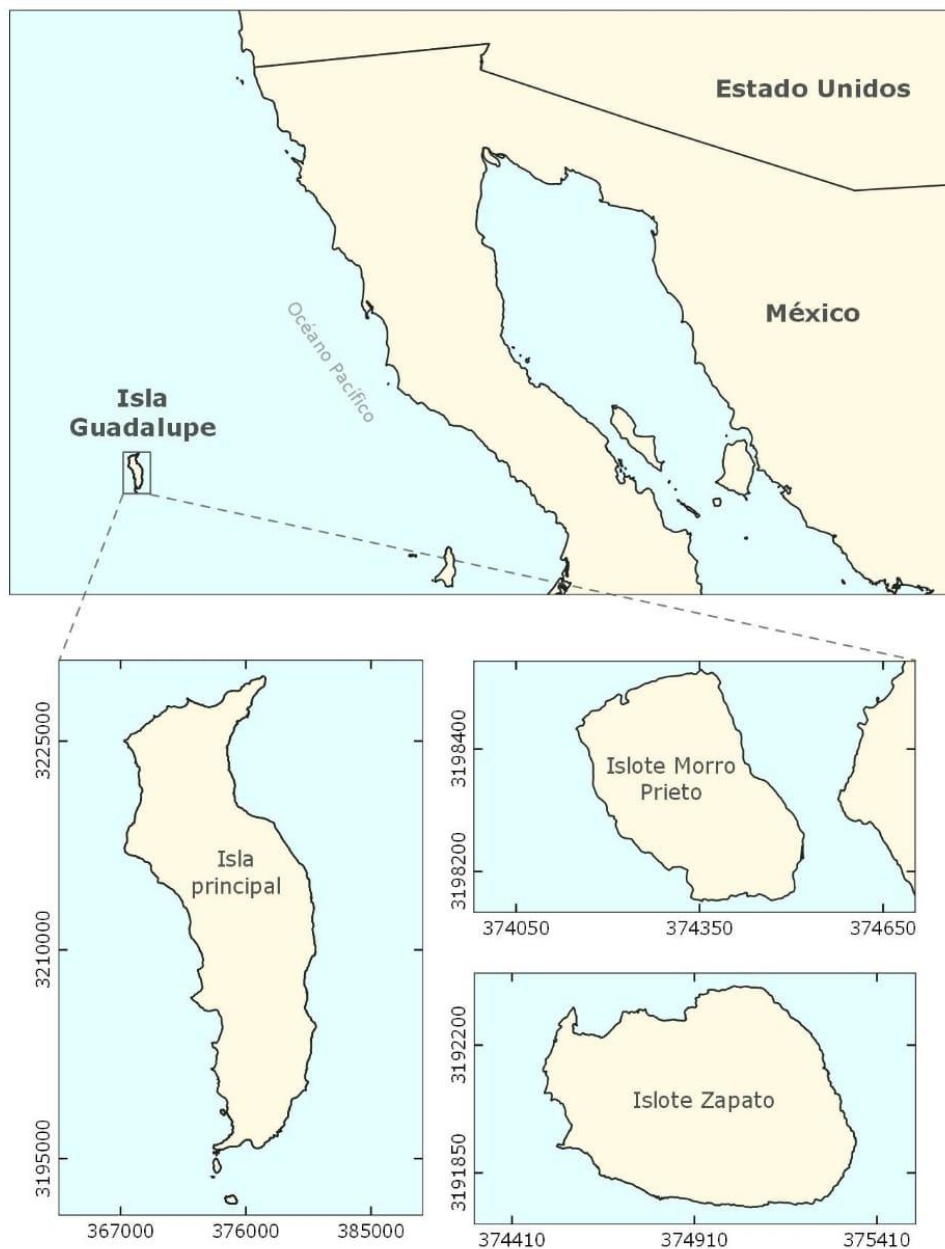 Estado Unidos
México
Océano Pacífico
Isla
Guadalupe
3225000
3210000
3195000
Isla
principal
367000
376000
385000
3198400
3198200
Islote Morro
Prieto
374050
374350
374650
3192200
3191850
Islote Zapato
374410
374910
375410